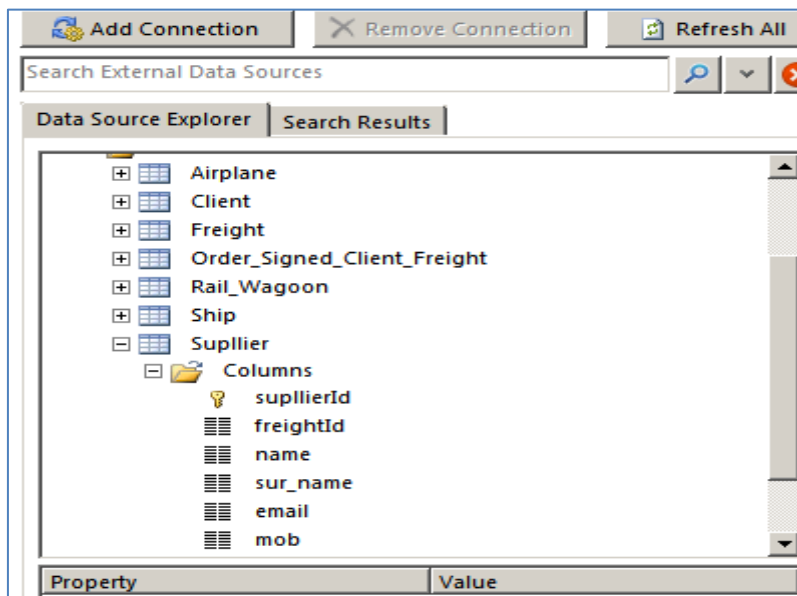 Add Connection Remove Connection Refresh All
Search External Data Sources
Data Source Explorer Search Results
Airplane
Client
Freight
Order_Signed_Client_Freight
Rail_Wagoon
Ship
Supllier
Columns
supllierId
freightId
name
sur_name
email
mob
Property Value